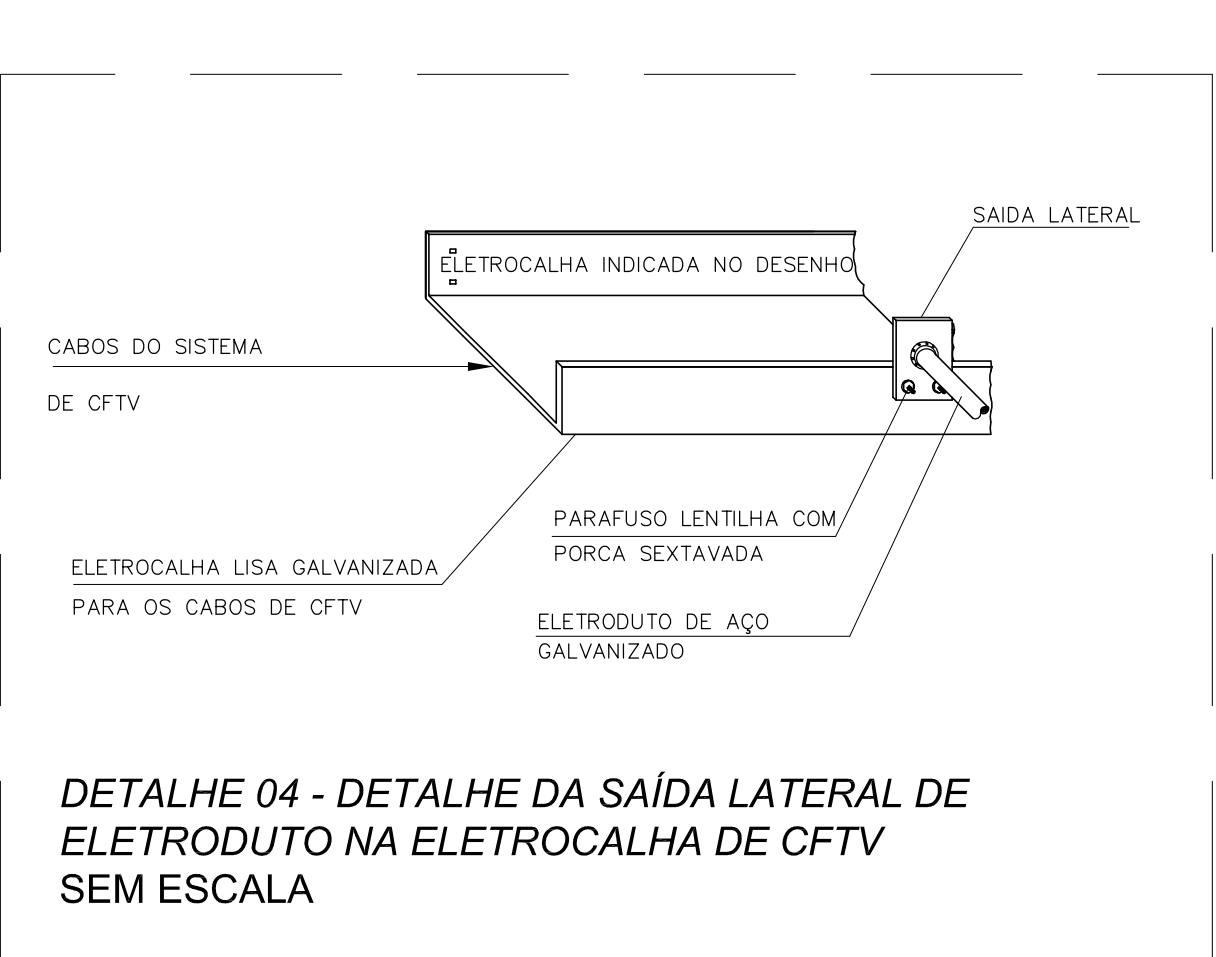 SAIDA LATERAL
ELETROCALHA INDICADA NO DESENHO
CABOS DO SISTEMA
DE CFTV
PARAFUSO LENTILHA COM
PORCA SEXTAVADA
ELETROCALHA LISA GALVANIZADA
PARA OS CABOS DE CFTV
ELETRODUTO DE AÇO
GALVANIZADO
DETALHE 04 - DETALHE DA SAÍDA LATERAL DE
ELETRODUTO NA ELETROCALHA DE CFTV
SEM ESCALA